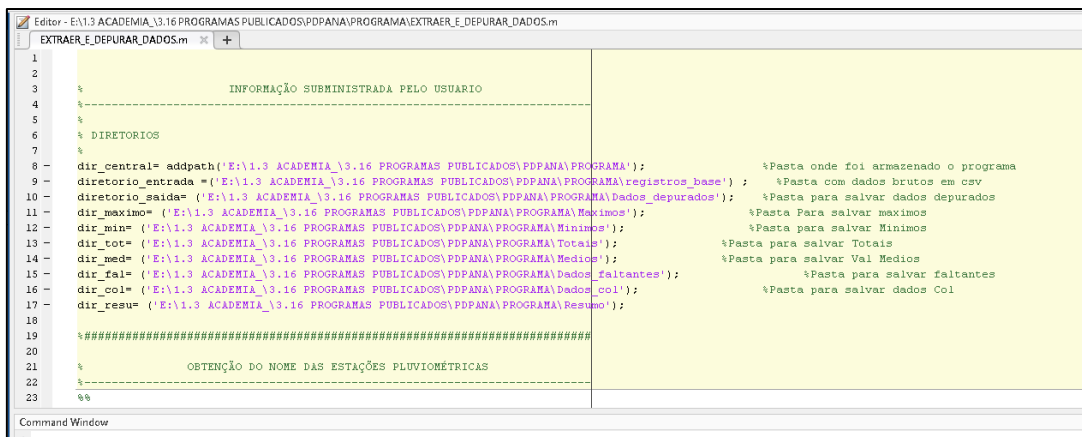 Editor - E:\1.3 ACADEMIA_\3.16 PROGRAMAS PUBLICADOS\PDPANA\PROGRAMA\EXTRAER_E_DEPURAR_DADOS.m
EXTRAER_E_DEPURAR_DADOS.m × +
1
2
3 % INFORMAÇÃO SUBMINISTRADA PELO USUARIO
4 %---------------------------------------------------------------------------
5 %
6 % DIRETORIOS
7 %
8 - dir_central= addpath('E:\1.3 ACADEMIA_\3.16 PROGRAMAS PUBLICADOS\PDPANA\PROGRAMA'); %Pasta onde foi armazenado o programa
9 - diretorio_entrada =('E:\1.3 ACADEMIA_\3.16 PROGRAMAS PUBLICADOS\PDPANA\PROGRAMA\registros_base') ; %Pasta com dados brutos em csv
10 - diretorio_saida= ('E:\1.3 ACADEMIA_\3.16 PROGRAMAS PUBLICADOS\PDPANA\PROGRAMA\Dados_depurados'); %Pasta para salvar dados depurados
11 - dir_maximo= ('E:\1.3 ACADEMIA_\3.16 PROGRAMAS PUBLICADOS\PDPANA\PROGRAMA\Maximos'); %Pasta Para salvar maximos
12 - dir_min= ('E:\1.3 ACADEMIA_\3.16 PROGRAMAS PUBLICADOS\PDPANA\PROGRAMA\Minimos'); %Pasta para salvar Minimos
13 - dir_tot= ('E:\1.3 ACADEMIA_\3.16 PROGRAMAS PUBLICADOS\PDPANA\PROGRAMA\Totais'); %Pasta para salvar Totais
14 - dir_med= ('E:\1.3 ACADEMIA_\3.16 PROGRAMAS PUBLICADOS\PDPANA\PROGRAMA\Medios'); %Pasta para salvar Val Medios
15 - dir_fal= ('E:\1.3 ACADEMIA_\3.16 PROGRAMAS PUBLICADOS\PDPANA\PROGRAMA\Dados_faltantes'); %Pasta para salvar faltantes
16 - dir_col= ('E:\1.3 ACADEMIA_\3.16 PROGRAMAS PUBLICADOS\PDPANA\PROGRAMA\Dados_col'); %Pasta para salvar dados Col
17 - dir_resu= ('E:\1.3 ACADEMIA_\3.16 PROGRAMAS PUBLICADOS\PDPANA\PROGRAMA\Resumo');
18
19 %###########################################################################
20
21 % OBTENÇÃO DO NOME DAS ESTAÇÕES PLUVIOMÉTRICAS
22 %---------------------------------------------------------------------------
23 %%
Command Window